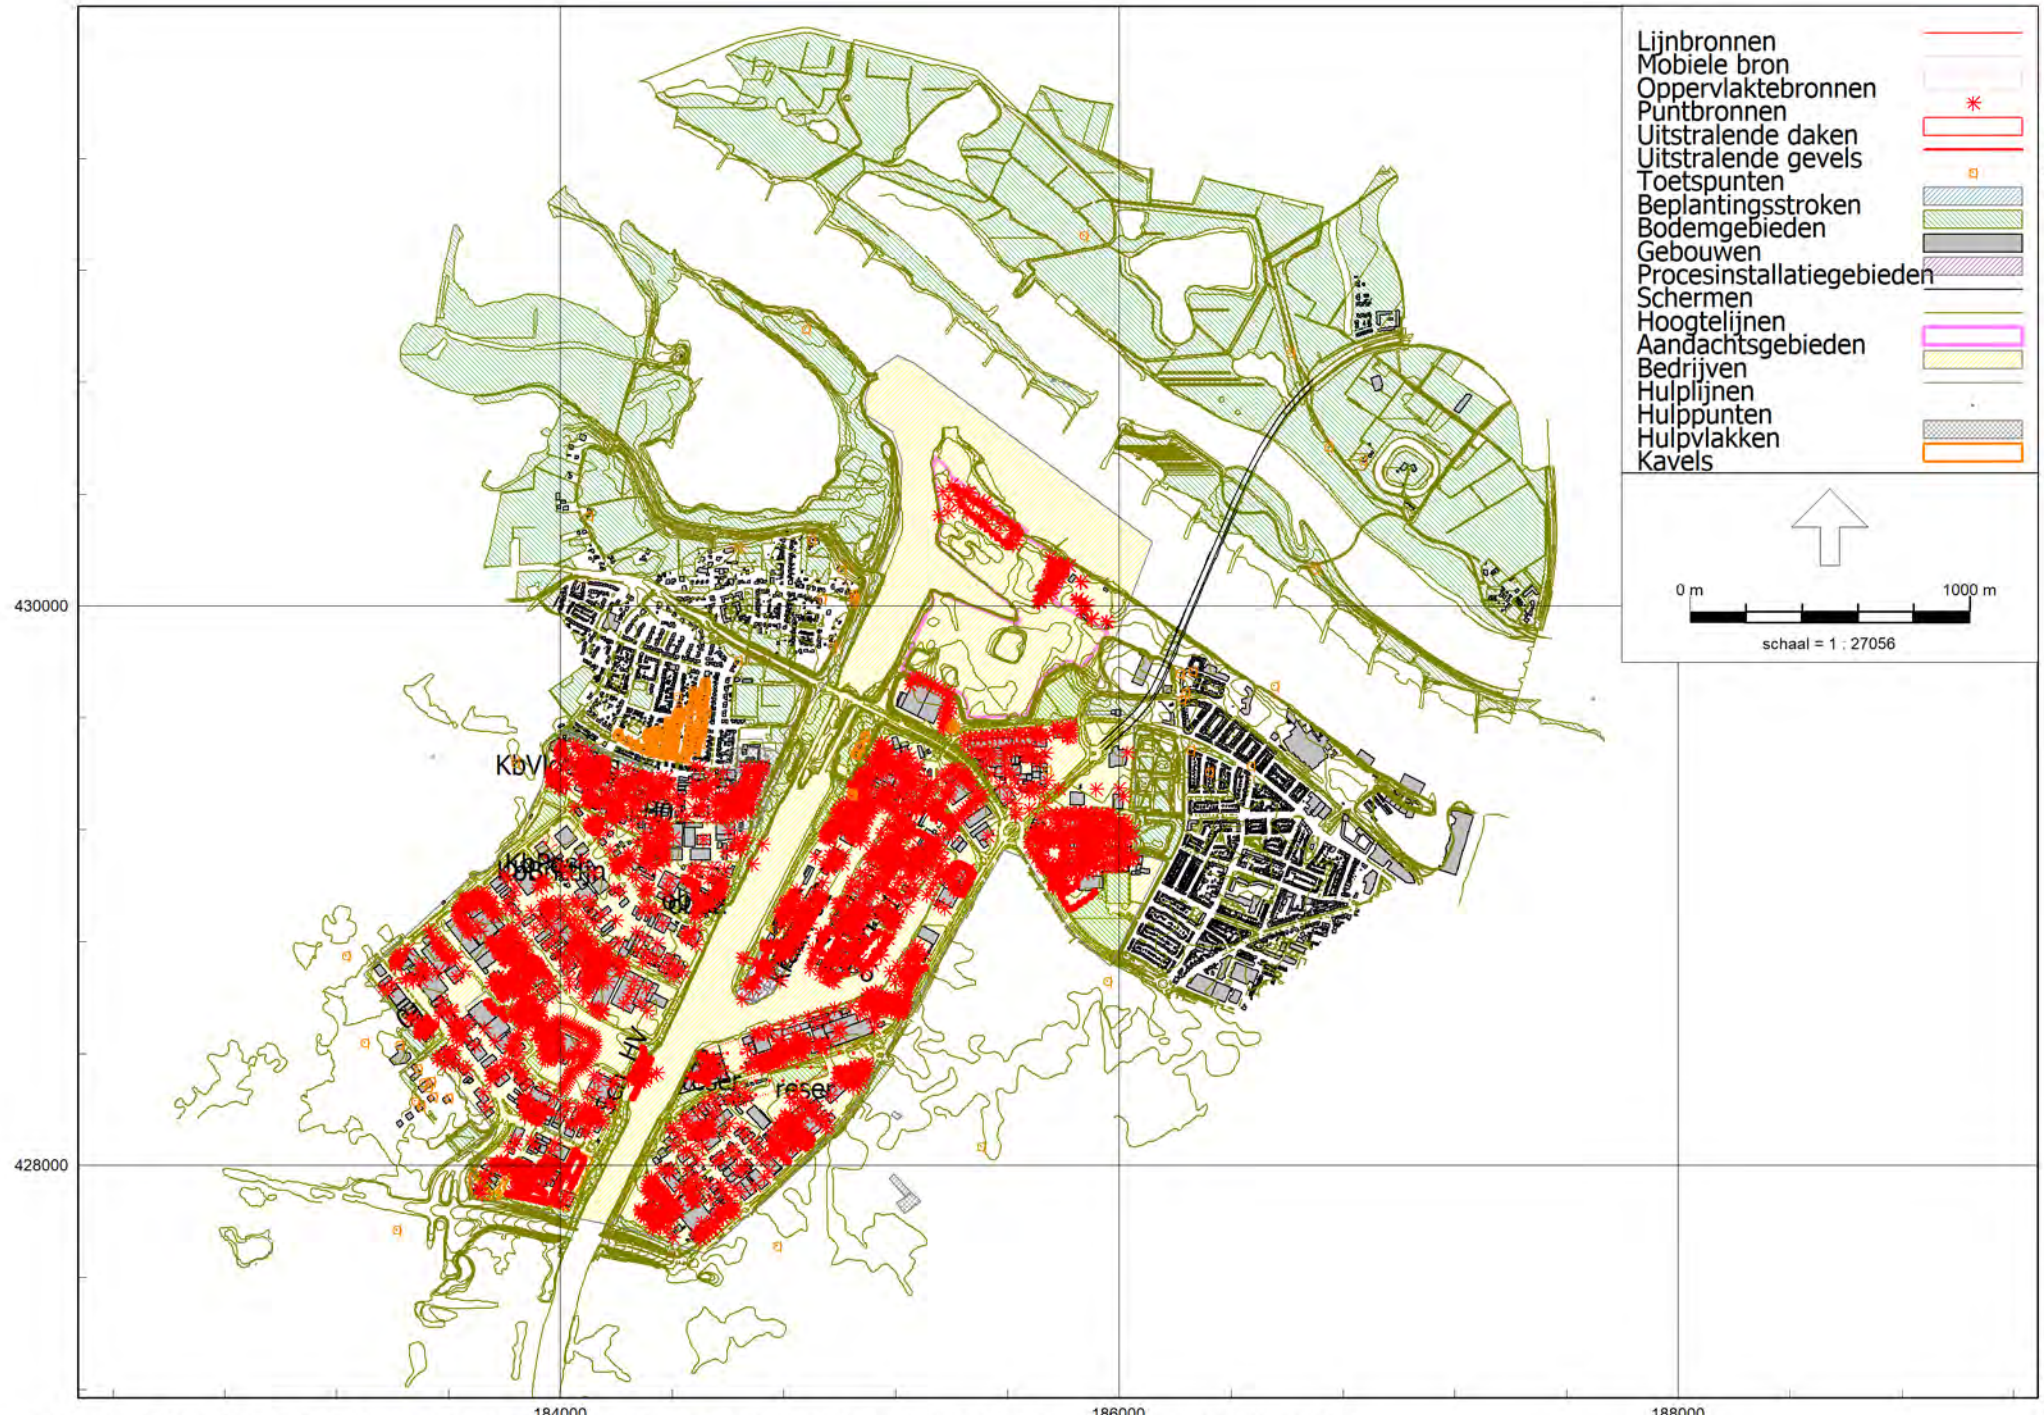 Lijnbronnen
Mobiele bron
Oppervlaktebronnen
Puntbronnen
Uitstralende daken
Uitstralende gevels
Toetspunten
Beplantingsstroken
Bodemgebieden
Gebouwen
Procesinstallatiegebieden
Schermen
Hoogtelijnen
Aandachtsgebieden
Bedrijven
Hulplijnen
Hulppunten
Hulpvlakken
Kavels
0 m 1000 m
schaal = 1 : 27056
430000
HV
reser
428000
184000 186000 188000